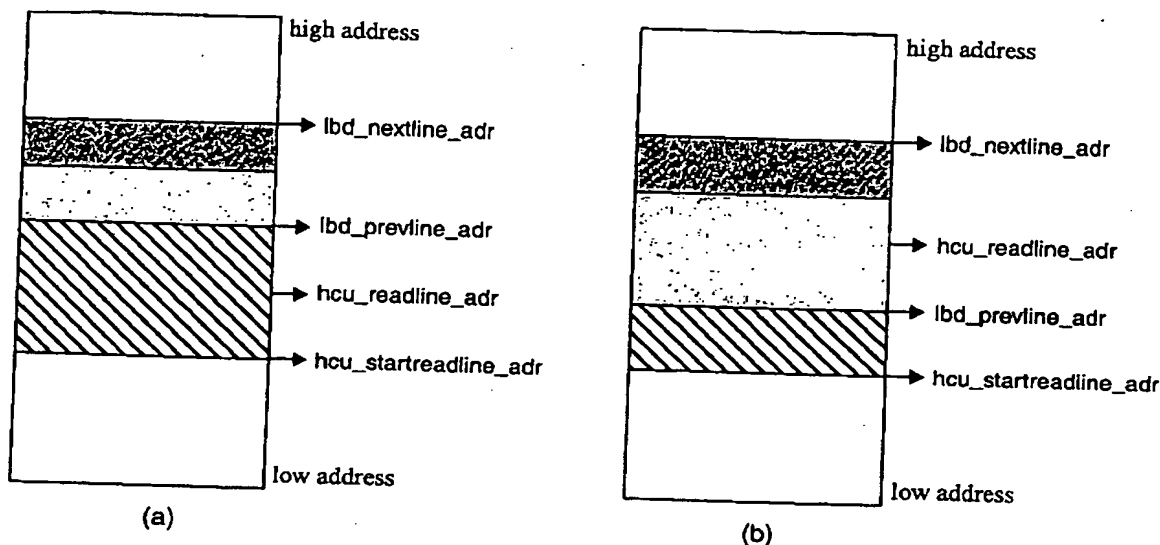 high address
lbd_nextline_adr
lbd_prevline_adr
hcu_readline_adr
hcu_startreadline_adr
low address
(a)
high address
lbd_nextline_adr
hcu_readline_adr
lbd_prevline_adr
hcu_startreadline_adr
low address
(b)